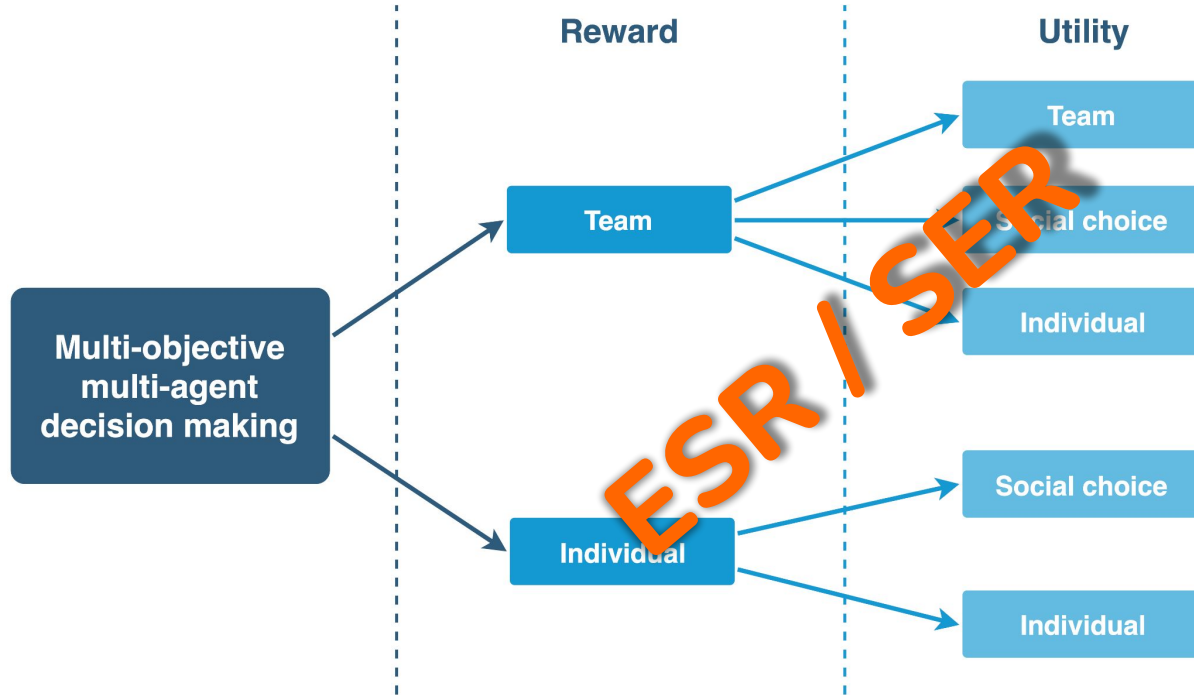 Reward
Utility
Multi-objective
multi-agent
decision making
Team
Team
Social choice
Individual
Individual
Social choice
Individual
ESR / SER